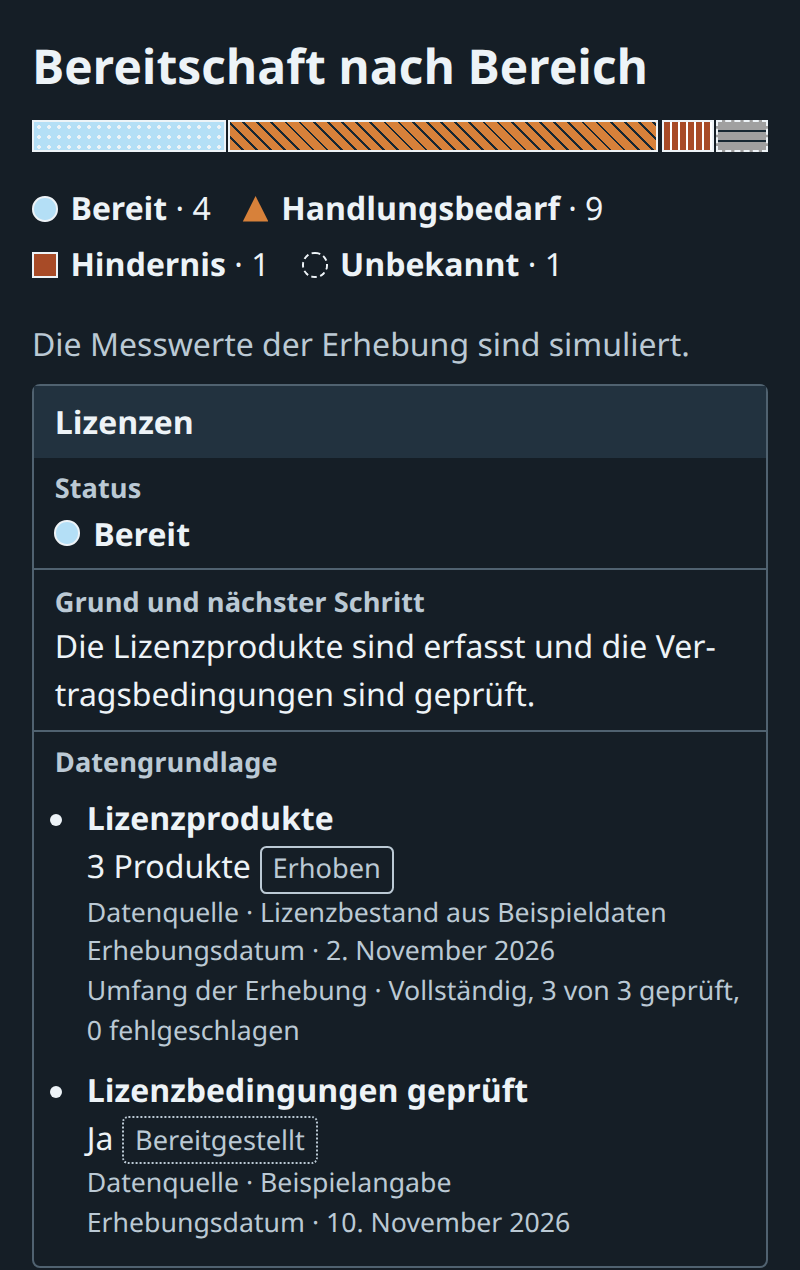 Bereitschaft nach Bereich
Bereit · 4 Handlungsbedarf · 9
Hindernis · 1 Unbekannt · 1
Die Messwerte der Erhebung sind simuliert.
Lizenzen
Status
Bereit
Grund und nächster Schritt
Die Lizenzprodukte sind erfasst und die Ver-
tragsbedingungen sind geprüft.
Datengrundlage
• Lizenzprodukte
3 Produkte Erhoben
Datenquelle · Lizenzbestand aus Beispieldaten
Erhebungsdatum · 2. November 2026
Umfang der Erhebung · Vollständig, 3 von 3 geprüft,
0 fehlgeschlagen
• Lizenzbedingungen geprüft
Ja Bereitgestellt
Datenquelle · Beispielangabe
Erhebungsdatum · 10. November 2026